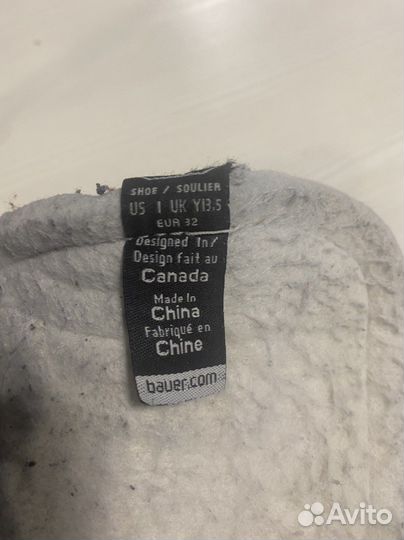 SHOE / SOULIER
US 1 UK Y13.5
EUR 32
Designed In/
Design fait au
Canada
Made in
China
Fabriqué en
Chine
bauer.com
Avito